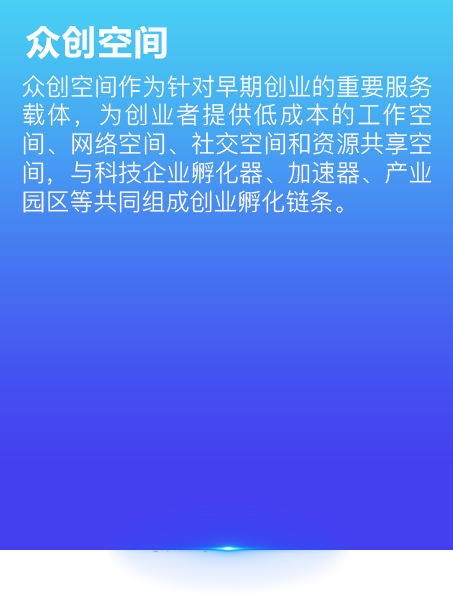 众创空间
众创空间作为针对早期创业的重要服务
载体，为创业者提供低成本的工作空
间、网络空间、社交空间和资源共享空
间，与科技企业孵化器、加速器、产业
园区等共同组成创业孵化链条。